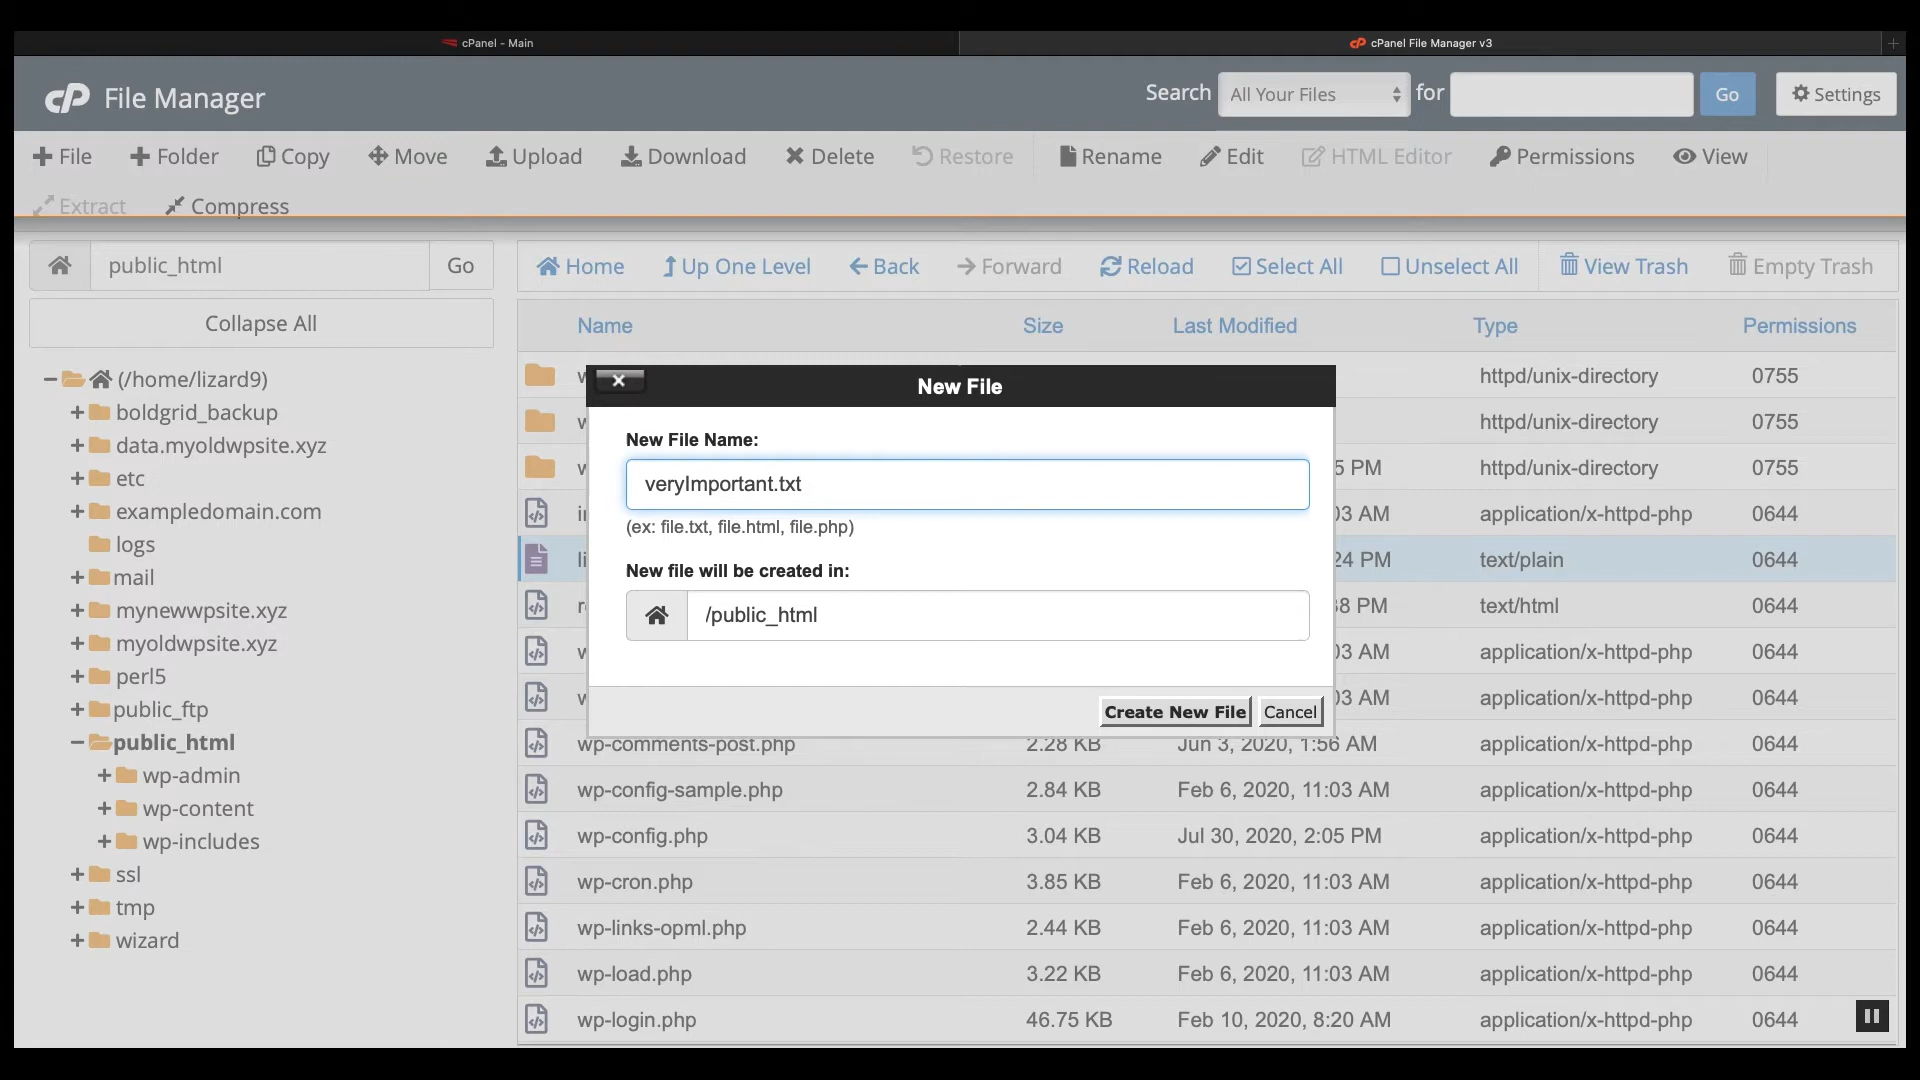 cPanel - Main
cPanel File Manager v3
cP File Manager
Search All Your Files for Go Settings
File Folder Copy Move Upload Download Delete Restore Rename Edit HTML Editor Permissions View
Extract Compress
public_html Go
Home Up One Level Back Forward Reload Select All Unselect All View Trash Empty Trash
Collapse All
(/home/lizard9)
boldgrid_backup
data.myoldwpsite.xyz
etc
exampledomain.com
logs
mail
mynewwpsite.xyz
myoldwpsite.xyz
perl5
public_ftp
public_html
wp-admin
wp-content
wp-includes
ssl
tmp
wizard
Name Size Last Modified Type Permissions
httpd/unix-directory 0755
httpd/unix-directory 0755
PM httpd/unix-directory 0755
AM application/x-httpd-php 0644
PM text/plain 0644
PM text/html 0644
AM application/x-httpd-php 0644
AM application/x-httpd-php 0644
wp-comments-post.php 2.28 KB Jun 3, 2020, 1:56 AM application/x-httpd-php 0644
wp-config-sample.php 2.84 KB Feb 6, 2020, 11:03 AM application/x-httpd-php 0644
wp-config.php 3.04 KB Jul 30, 2020, 2:05 PM application/x-httpd-php 0644
wp-cron.php 3.85 KB Feb 6, 2020, 11:03 AM application/x-httpd-php 0644
wp-links-opml.php 2.44 KB Feb 6, 2020, 11:03 AM application/x-httpd-php 0644
wp-load.php 3.22 KB Feb 6, 2020, 11:03 AM application/x-httpd-php 0644
wp-login.php 46.75 KB Feb 10, 2020, 8:20 AM application/x-httpd-php 0644
New File
New File Name:
veryImportant.txt
(ex: file.txt, file.html, file.php)
New file will be created in:
/public_html
Create New File Cancel